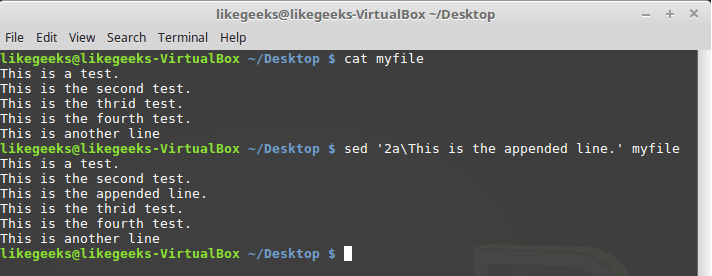 likegeeks@likegeeks-VirtualBox ~/Desktop
File Edit View Search Terminal Help
likegeeks@likegeeks-VirtualBox ~/Desktop $ cat myfile
This is a test.
This is the second test.
This is the thrid test.
This is the fourth test.
This is another line
likegeeks@likegeeks-VirtualBox ~/Desktop $ sed '2a\This is the appended line.' myfile
This is a test.
This is the second test.
This is the appended line.
This is the thrid test.
This is the fourth test.
This is another line
likegeeks@likegeeks-VirtualBox ~/Desktop $